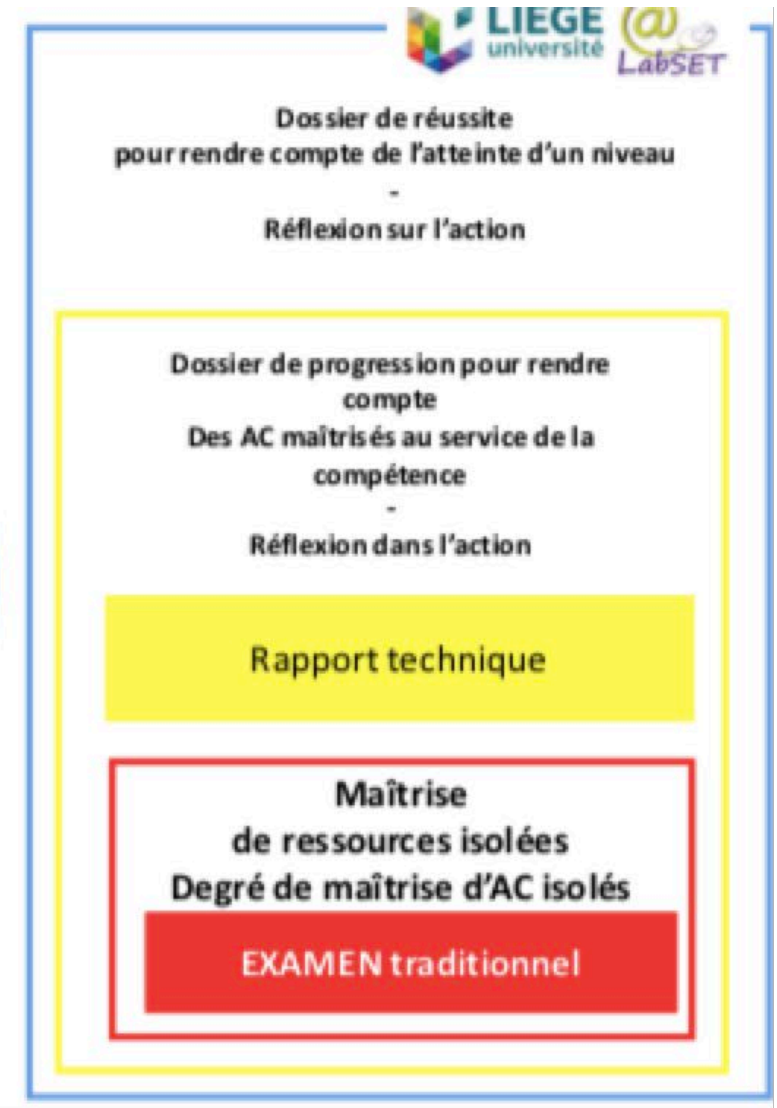 LIEGE
université
LabSET
Dossier de réussite
pour rendre compte de l'atteinte d'un niveau
-
Réflexion sur l'action
Dossier de progression pour rendre
compte
Des AC maîtrisés au service de la
compétence
-
Réflexion dans l'action
Rapport technique
Maîtrise
de ressources isolées
Degré de maîtrise d'AC isolés
EXAMEN traditionnel